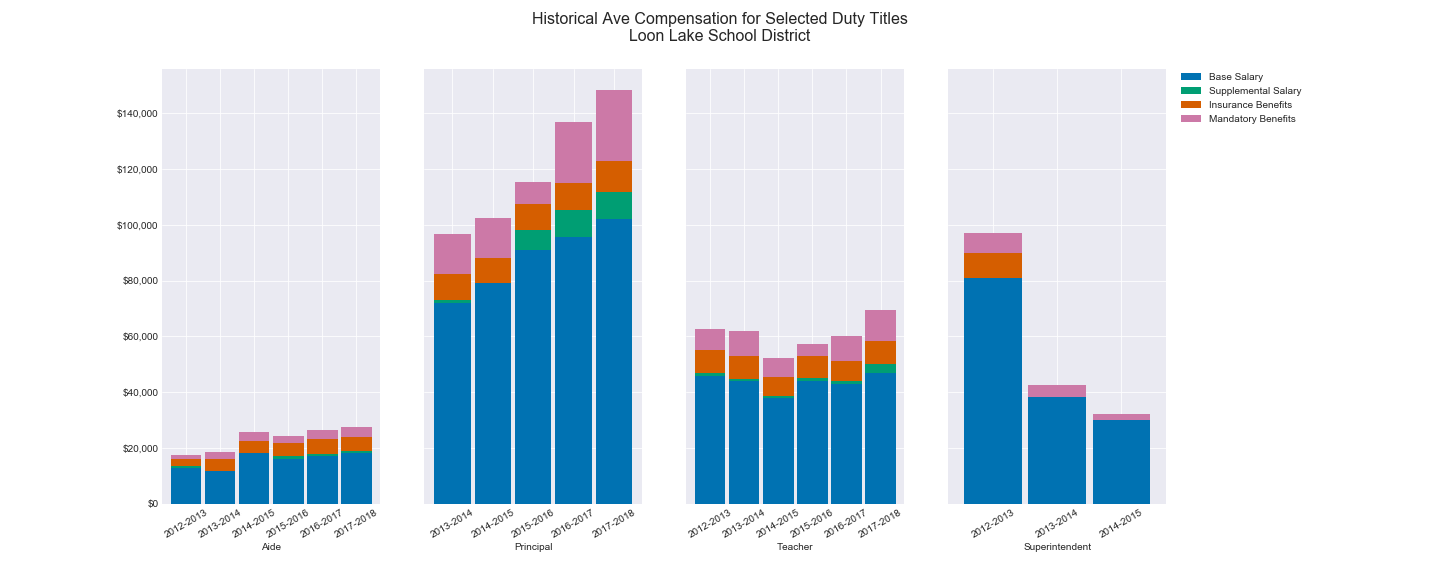 Historical Ave Compensation for Selected Duty Titles
Loon Lake School District
Base Salary
Supplemental Salary
Insurance Benefits
Mandatory Benefits
$140,000
$120,000
$100,000
$80,000
$60,000
$40,000
$20,000
$0
2012-2013 2013-2014 2014-2015 2015-2016 2016-2017 2017-2018
Aide
2013-2014 2014-2015 2015-2016 2016-2017 2017-2018
Principal
2012-2013 2013-2014 2014-2015 2015-2016 2016-2017 2017-2018
Teacher
2012-2013 2013-2014 2014-2015
Superintendent